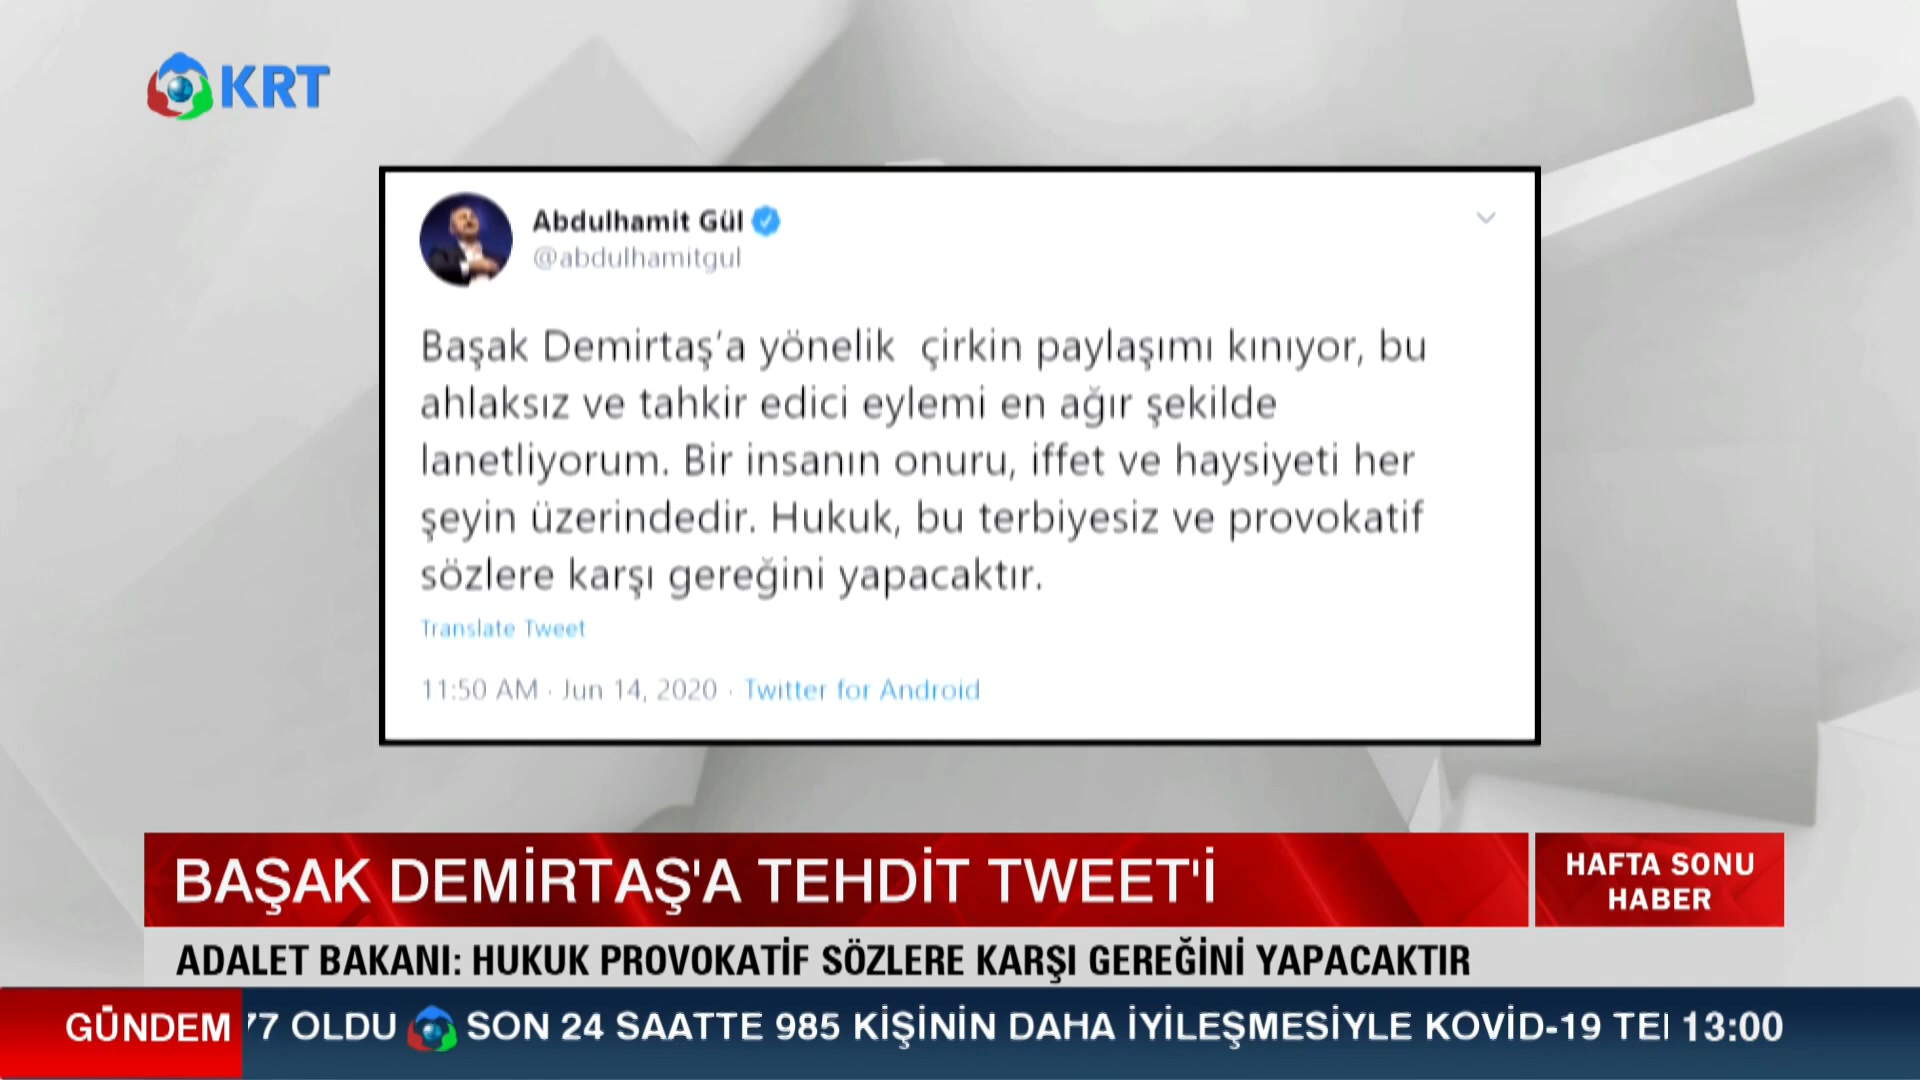 KRT
Abdulhamit Gül
@abdulhamitgul
Başak Demirtaş'a yönelik çirkin paylaşımı kınıyor, bu
ahlaksız ve tahkir edici eylemi en ağır şekilde
lanetliyorum. Bir insanın onuru, iffet ve haysiyeti her
şeyin üzerindedir. Hukuk, bu terbiyesiz ve provokatif
sözlere karşı gereğini yapacaktır.
Translate Tweet
11:50 AM · Jun 14, 2020 · Twitter for Android
BAŞAK DEMİRTAŞ'A TEHDİT TWEET'İ
HAFTA SONU
HABER
ADALET BAKANI: HUKUK PROVOKATİF SÖZLERE KARŞI GEREĞİNİ YAPACAKTIR
GÜNDEM 77 OLDU SON 24 SAATTE 985 KİŞİNİN DAHA İYİLEŞMESİYLE KOVİD-19 13:00